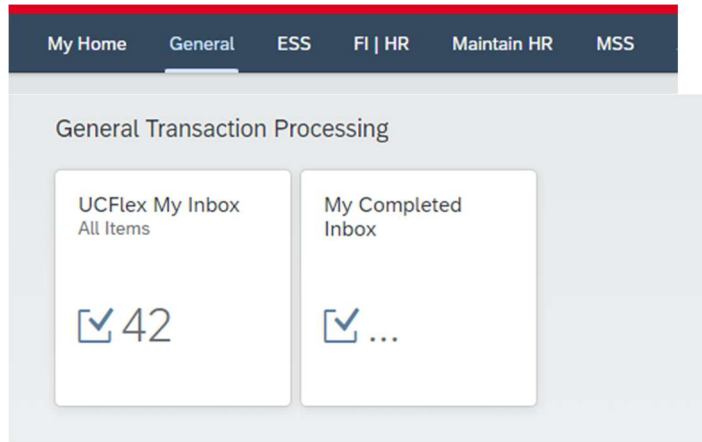 My Home General ESS FI | HR Maintain HR MSS
General Transaction Processing
UCFlex My Inbox
All Items
42
My Completed
Inbox
...